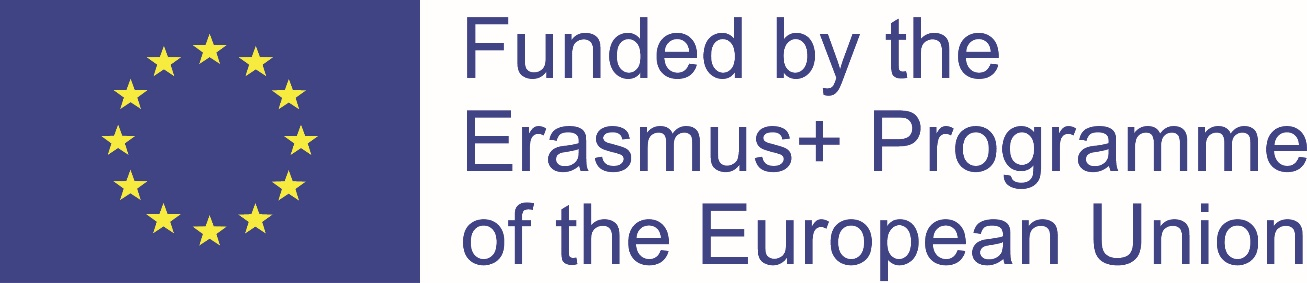 Funded by the
Erasmus+ Programme
of the European Union